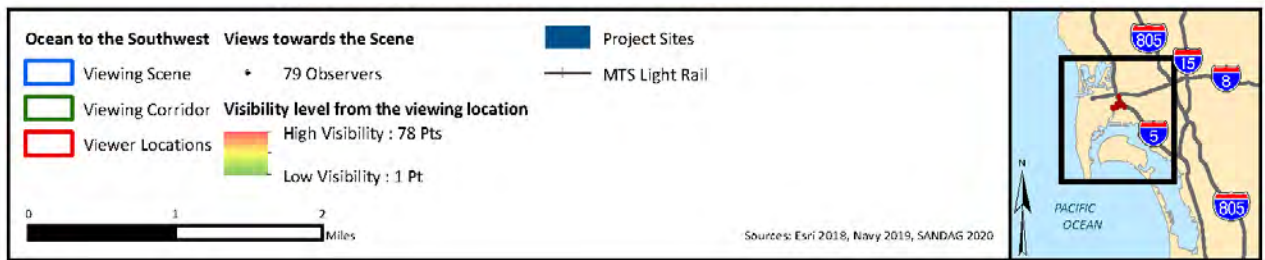 Ocean to the Southwest
Viewing Scene
Viewing Corridor
Viewer Locations
Views towards the Scene
79 Observers
Visibility level from the viewing location
High Visibility : 78 Pts
Low Visibility : 1 Pt
Project Sites
MTS Light Rail
0 1 2
Miles
Sources: Esri 2018, Navy 2019, SANDAG 2020
805
15
8
5
805
N
PACIFIC
OCEAN